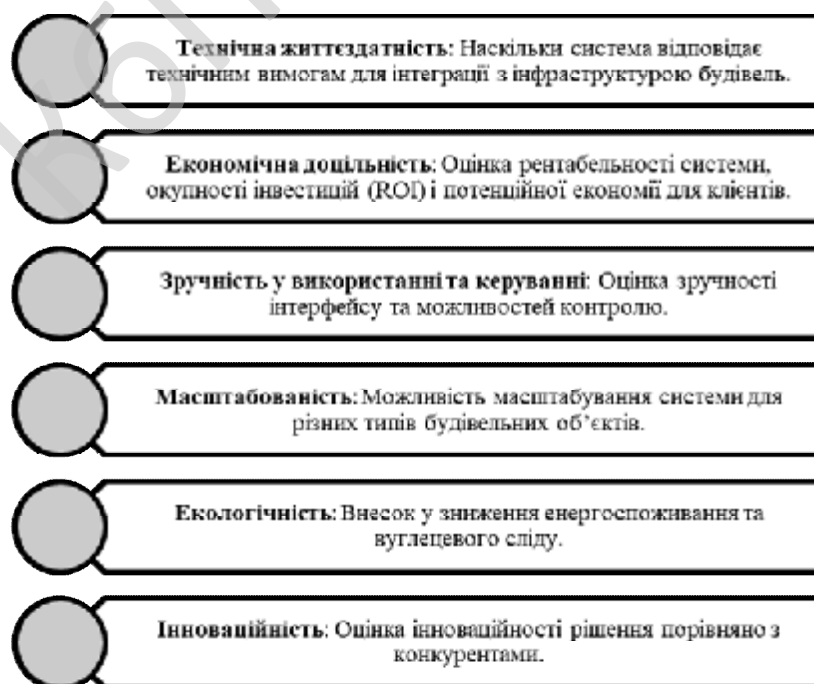 Технічна життєздатність: Наскільки система відповідає
технічним вимогам для інтеграції з інфраструктурою будівель.
Економічна доцільність: Оцінка рентабельності системи,
окупності інвестицій (ROI) і потенційної економії для клієнтів.
Зручність у використанні та керуванні: Оцінка зручності
інтерфейсу та можливостей контролю.
Масштабованість: Можливість масштабування системи для
різних типів будівельних об’єктів.
Екологічність: Внесок у зниження енергоспоживання та
вуглецевого сліду.
Інноваційність: Оцінка інноваційності рішення порівняно з
конкурентами.